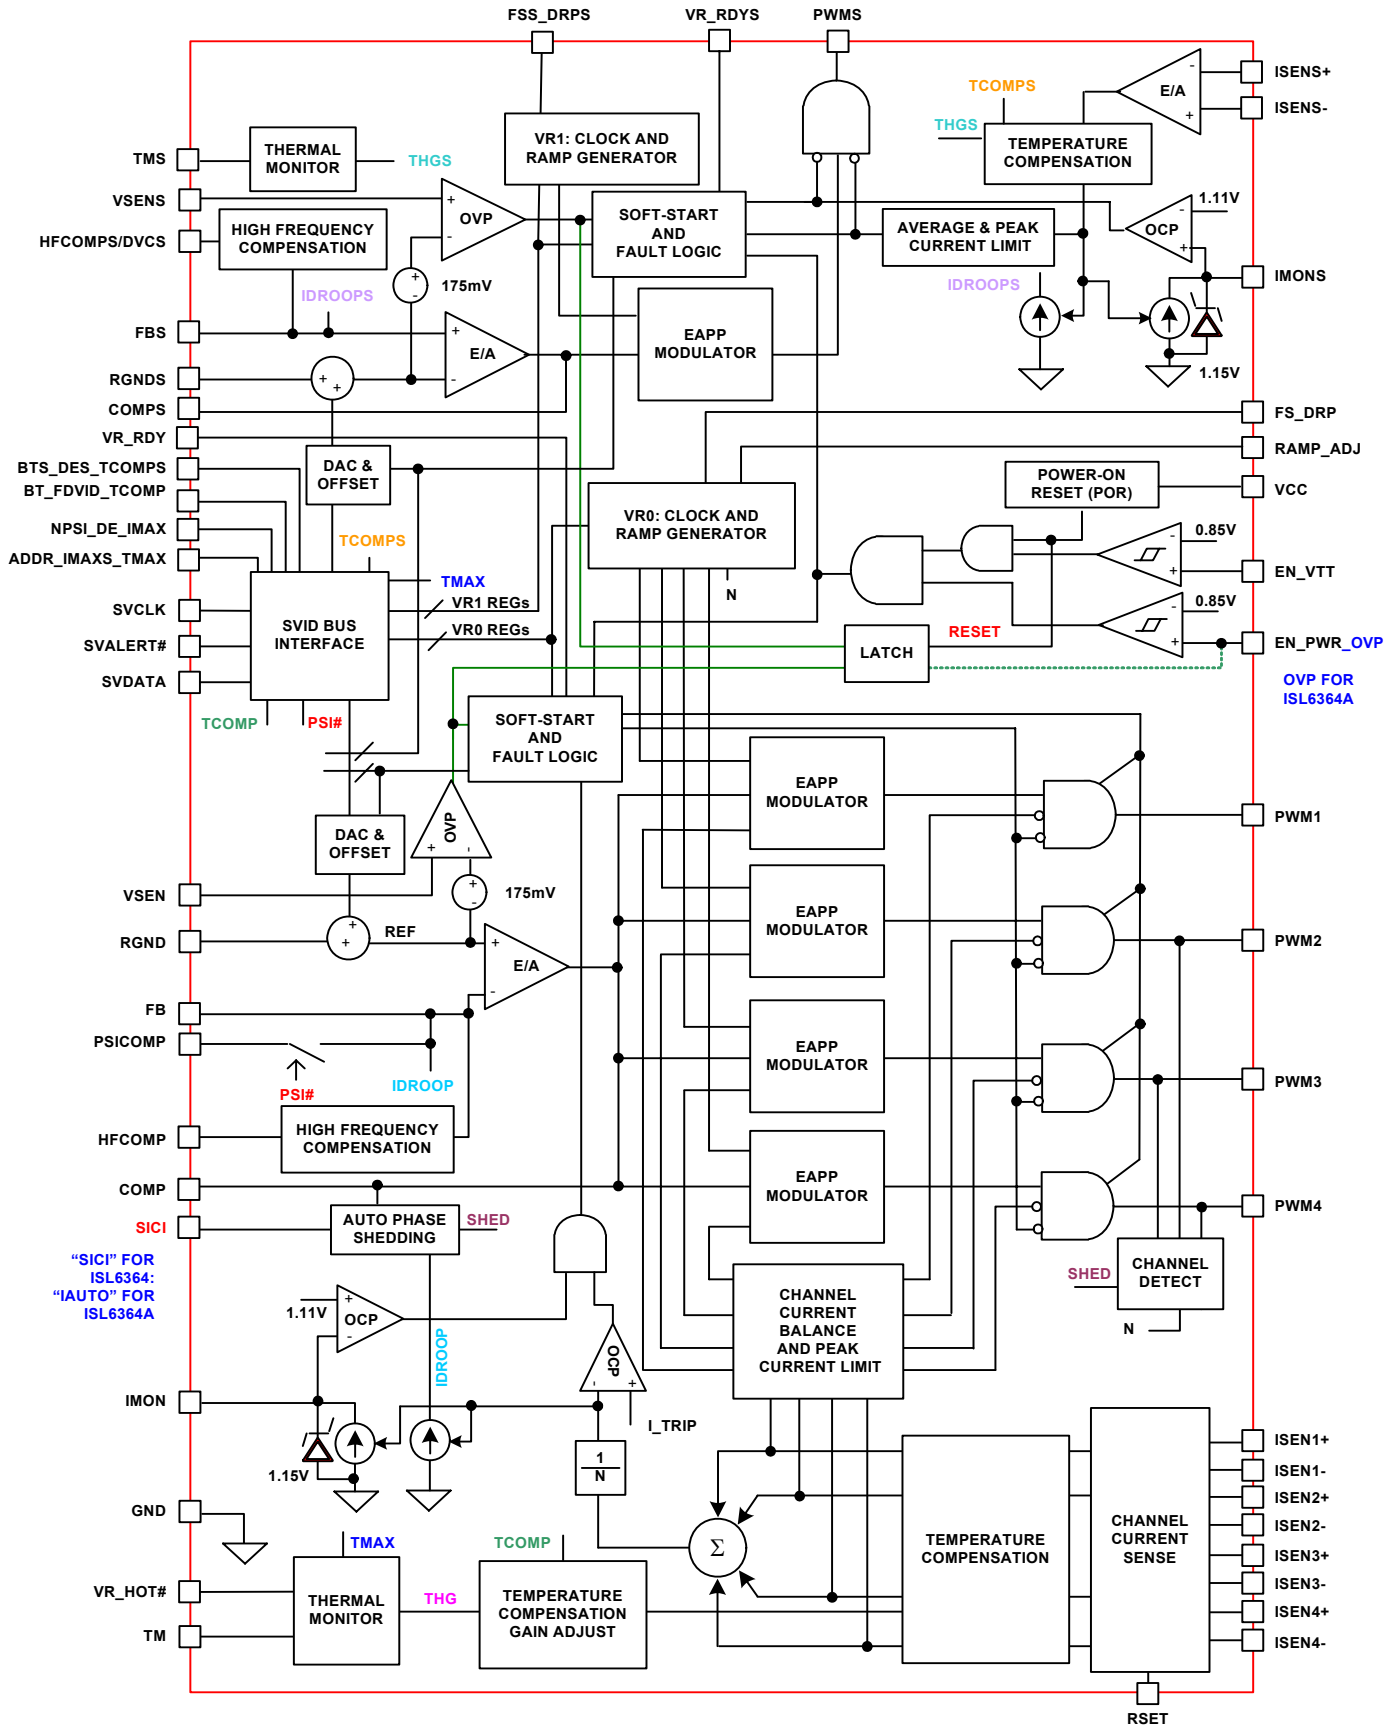 FSS_DRPS
VR_RDYS
PWMS
ISENS+
ISENS-
-
E/A
+
TCOMPS
THGS
TEMPERATURE
COMPENSATION
VR1: CLOCK AND
RAMP GENERATOR
TMS
THERMAL
MONITOR
THGS
VSENS
+
OVP
-
HFCOMPS/DVCS
HIGH FREQUENCY
COMPENSATION
SOFT-START
AND
FAULT LOGIC
AVERAGE & PEAK
CURRENT LIMIT
1.11V
-
OCP
+
IMONS
IDROOPS
+
-
175mV
IDROOPS
FBS
+
E/A
-
EAPP
MODULATOR
1.15V
RGNDS
+
+
COMPS
FS_DRP
VR_RDY
RAMP_ADJ
BTS_DES_TCOMPS
DAC &
OFFSET
POWER-ON
RESET (POR)
VCC
BT_FDVID_TCOMP
NPSI_DE_IMAX
VR0: CLOCK AND
RAMP GENERATOR
0.85V
-
+
ADDR_IMAXS_TMAX
TCOMPS
EN_VTT
TMAX
N
SVCLK
VR1 REGs
0.85V
-
+
SVID BUS
INTERFACE
VR0 REGs
RESET
SVALERT#
EN_PWR_OVP
LATCH
SVDATA
OVP FOR
ISL6364A
TCOMP
PSI#
SOFT-START
AND
FAULT LOGIC
EAPP
MODULATOR
PWM1
DAC &
OFFSET
OVP
+
-
VSEN
+
-
175mV
EAPP
MODULATOR
RGND
+
+
REF
+
E/A
-
PWM2
FB
PSICOMP
EAPP
MODULATOR
PWM3
PSI#
IDROOP
HFCOMP
HIGH FREQUENCY
COMPENSATION
COMP
EAPP
MODULATOR
PWM4
SICI
AUTO PHASE
SHEDDING
SHED
“SICI” FOR
ISL6364:
“IAUTO” FOR
ISL6364A
CHANNEL
CURRENT
BALANCE
AND PEAK
CURRENT LIMIT
SHED
CHANNEL
DETECT
1.11V
+
OCP
-
N
IDROOP
OCP
-
+
IMON
I_TRIP
1.15V
1
N
ISEN1+
ISEN1-
ISEN2+
ISEN2-
ISEN3+
ISEN3-
ISEN4+
ISEN4-
GND
TMAX
TCOMP
Σ
TEMPERATURE
COMPENSATION
CHANNEL
CURRENT
SENSE
VR_HOT#
THERMAL
MONITOR
THG
TEMPERATURE
COMPENSATION
GAIN ADJUST
TM
RSET